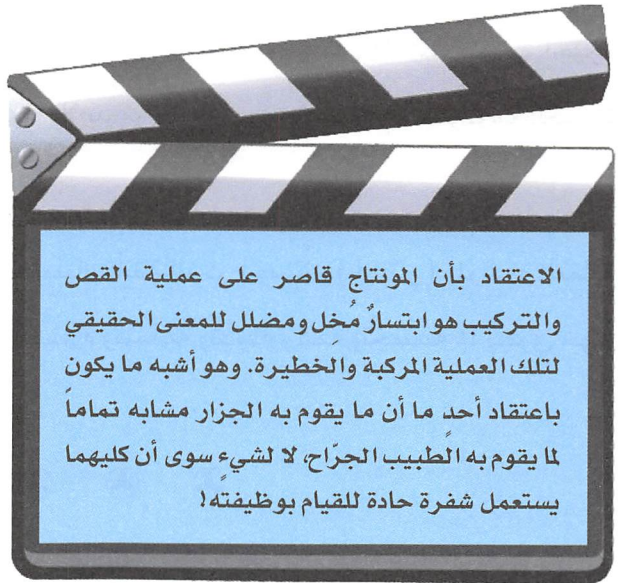 الاعتقاد بأن المونتاج قاصر على عملية القص
والتركيب هو ابتسارٌ مُخل ومضلل للمعنى الحقيقي
لتلك العملية المركبة والخطيرة. وهو أشبه ما يكون
باعتقاد أحدٍ ما أن ما يقوم به الجزار مشابه تماماً
لما يقوم به الطبيب الجرّاح، لا لشيءٍ سوى أن كليهما
يستعمل شفرة حادة للقيام بوظيفته!